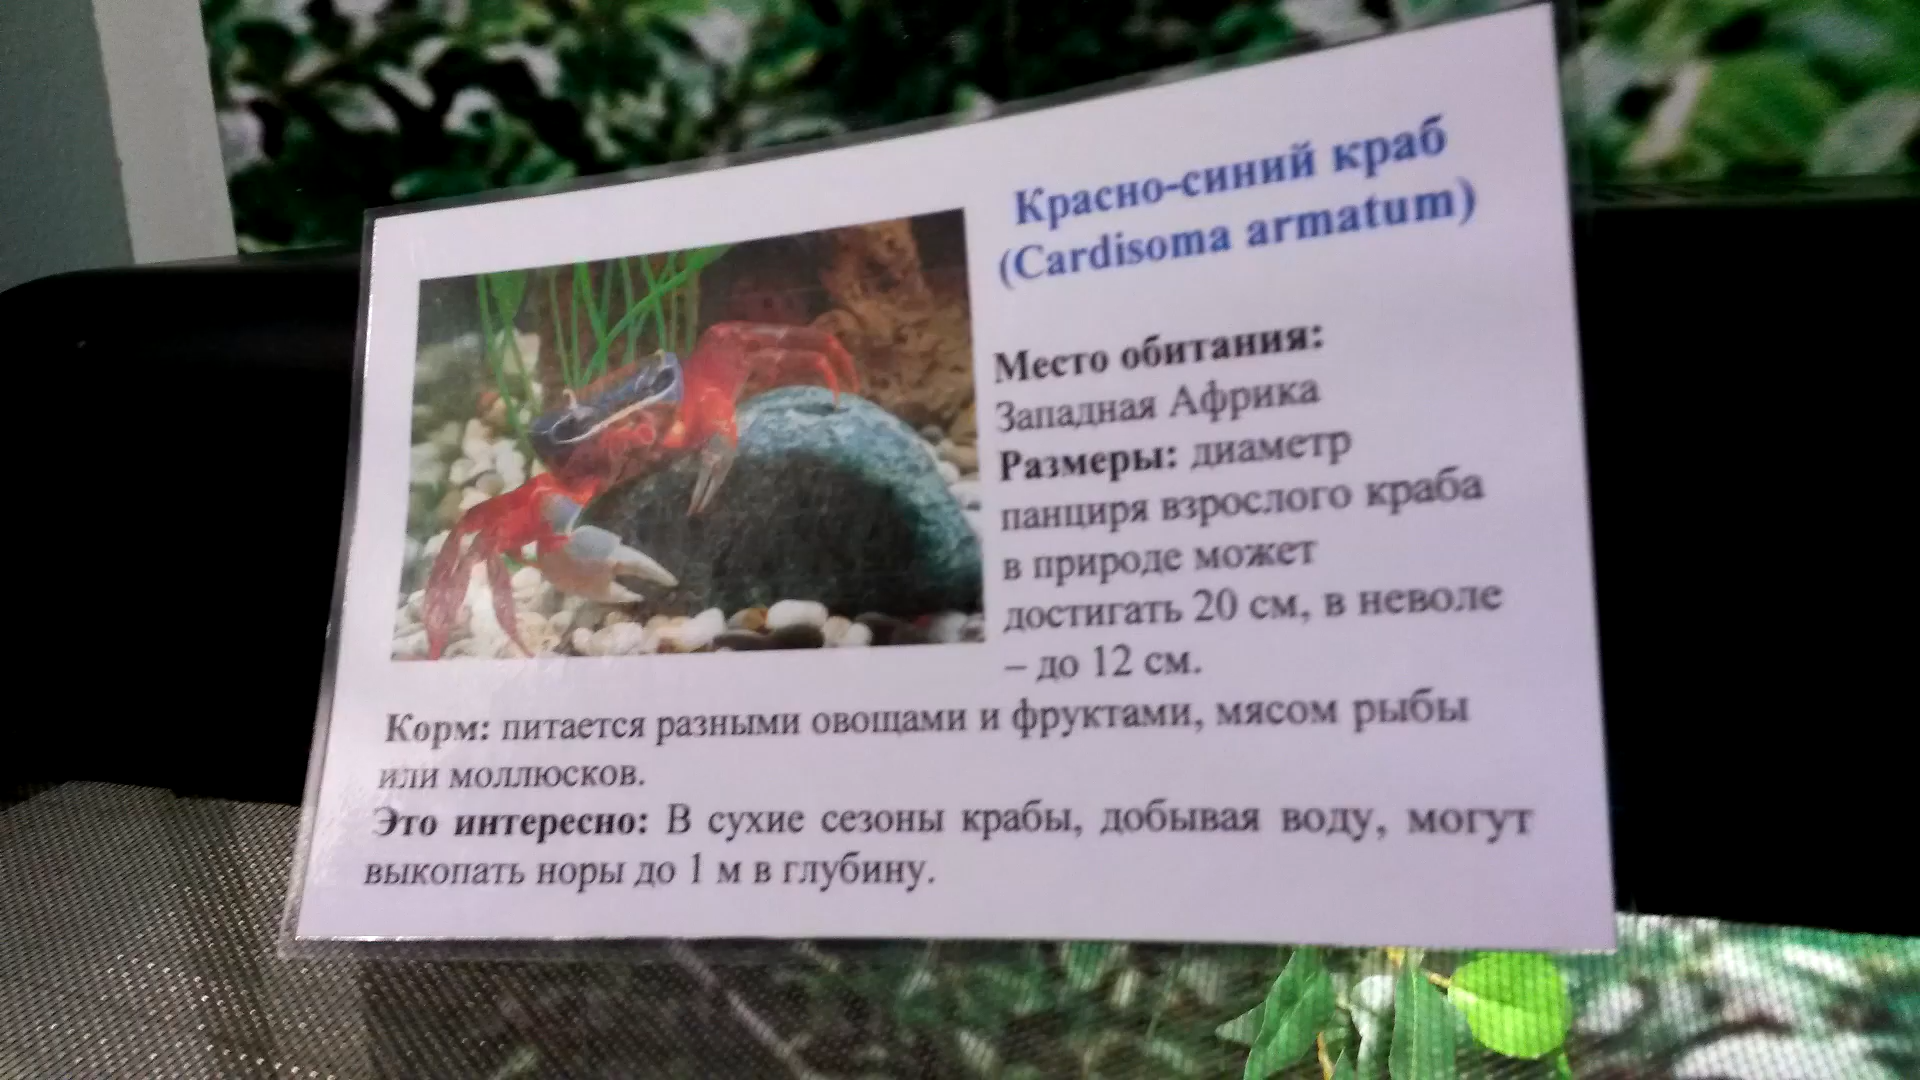 Красно-синий краб
(Cardisoma armatum)
Место обитания:
Западная Африка
Размеры: диаметр
панциря взрослого краба
в природе может
достигать 20 см, в неволе
– до 12 см.
Корм: питается разными овощами и фруктами, мясом рыбы
или моллюсков.
Это интересно: В сухие сезоны крабы, добывая воду, могут
выкопать норы до 1 м в глубину.